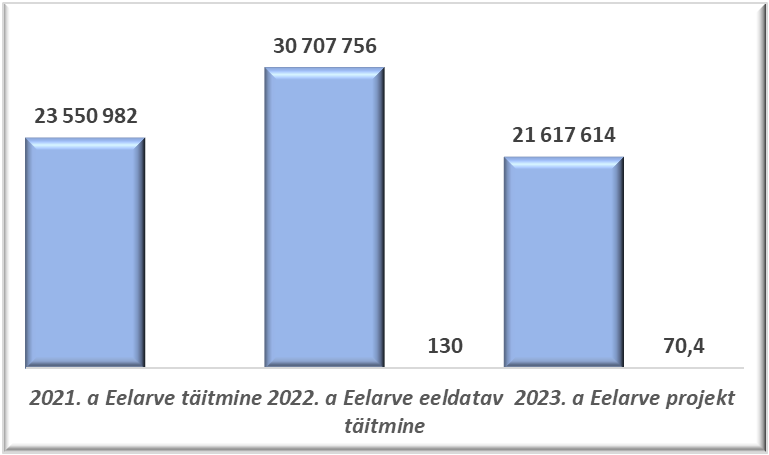 30 707 756
23 550 982
21 617 614
130
70,4
2021. a Eelarve täitmine 2022. a Eelarve eeldatav 2023. a Eelarve projekt
täitmine